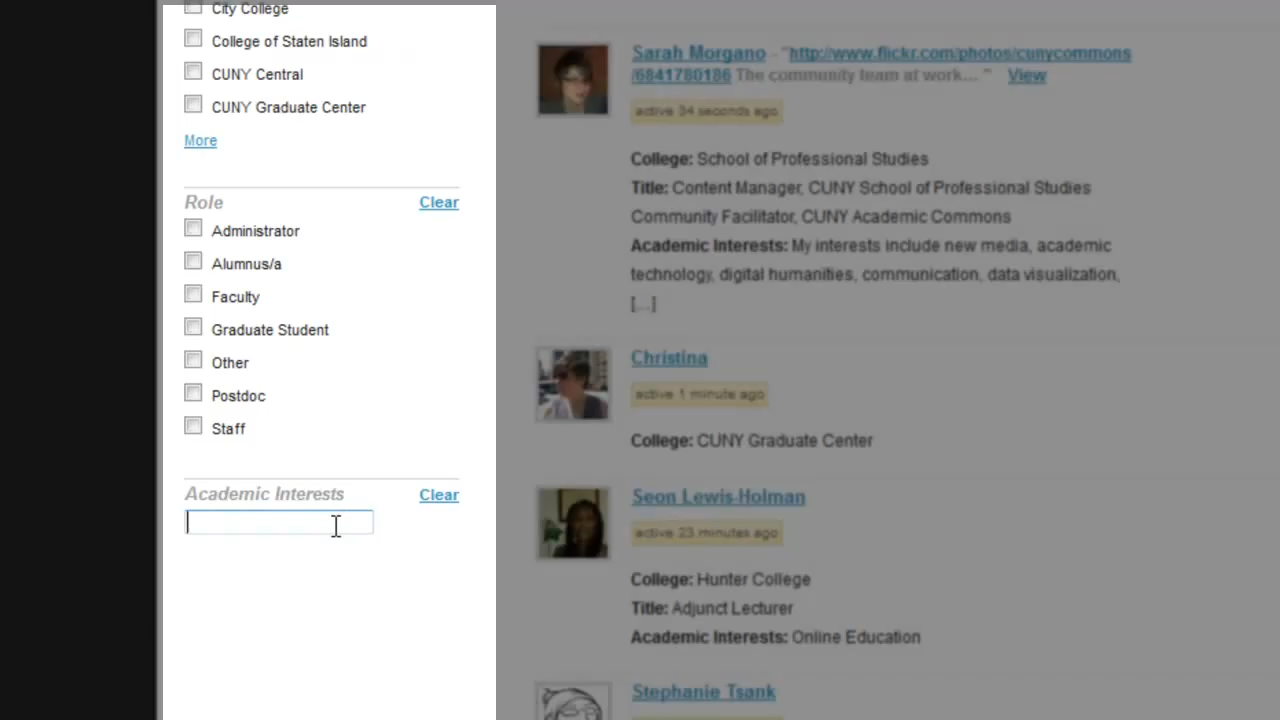 City College
College of Staten Island
CUNY Central
CUNY Graduate Center
More
Role Clear
Administrator
Alumnus/a
Faculty
Graduate Student
Other
Postdoc
Staff
Academic Interests Clear
Sarah Morgano - "http://www.flickr.com/photos/cunycommons
/6841780186 The community team at work... " View
active 34 seconds ago
College: School of Professional Studies
Title: Content Manager, CUNY School of Professional Studies
Community Facilitator, CUNY Academic Commons
Academic Interests: My interests include new media, academic
technology, digital humanities, communication, data visualization,
[...]
Christina
active 1 minute ago
College: CUNY Graduate Center
Seon Lewis-Holman
active 23 minutes ago
College: Hunter College
Title: Adjunct Lecturer
Academic Interests: Online Education
Stephanie Tsank